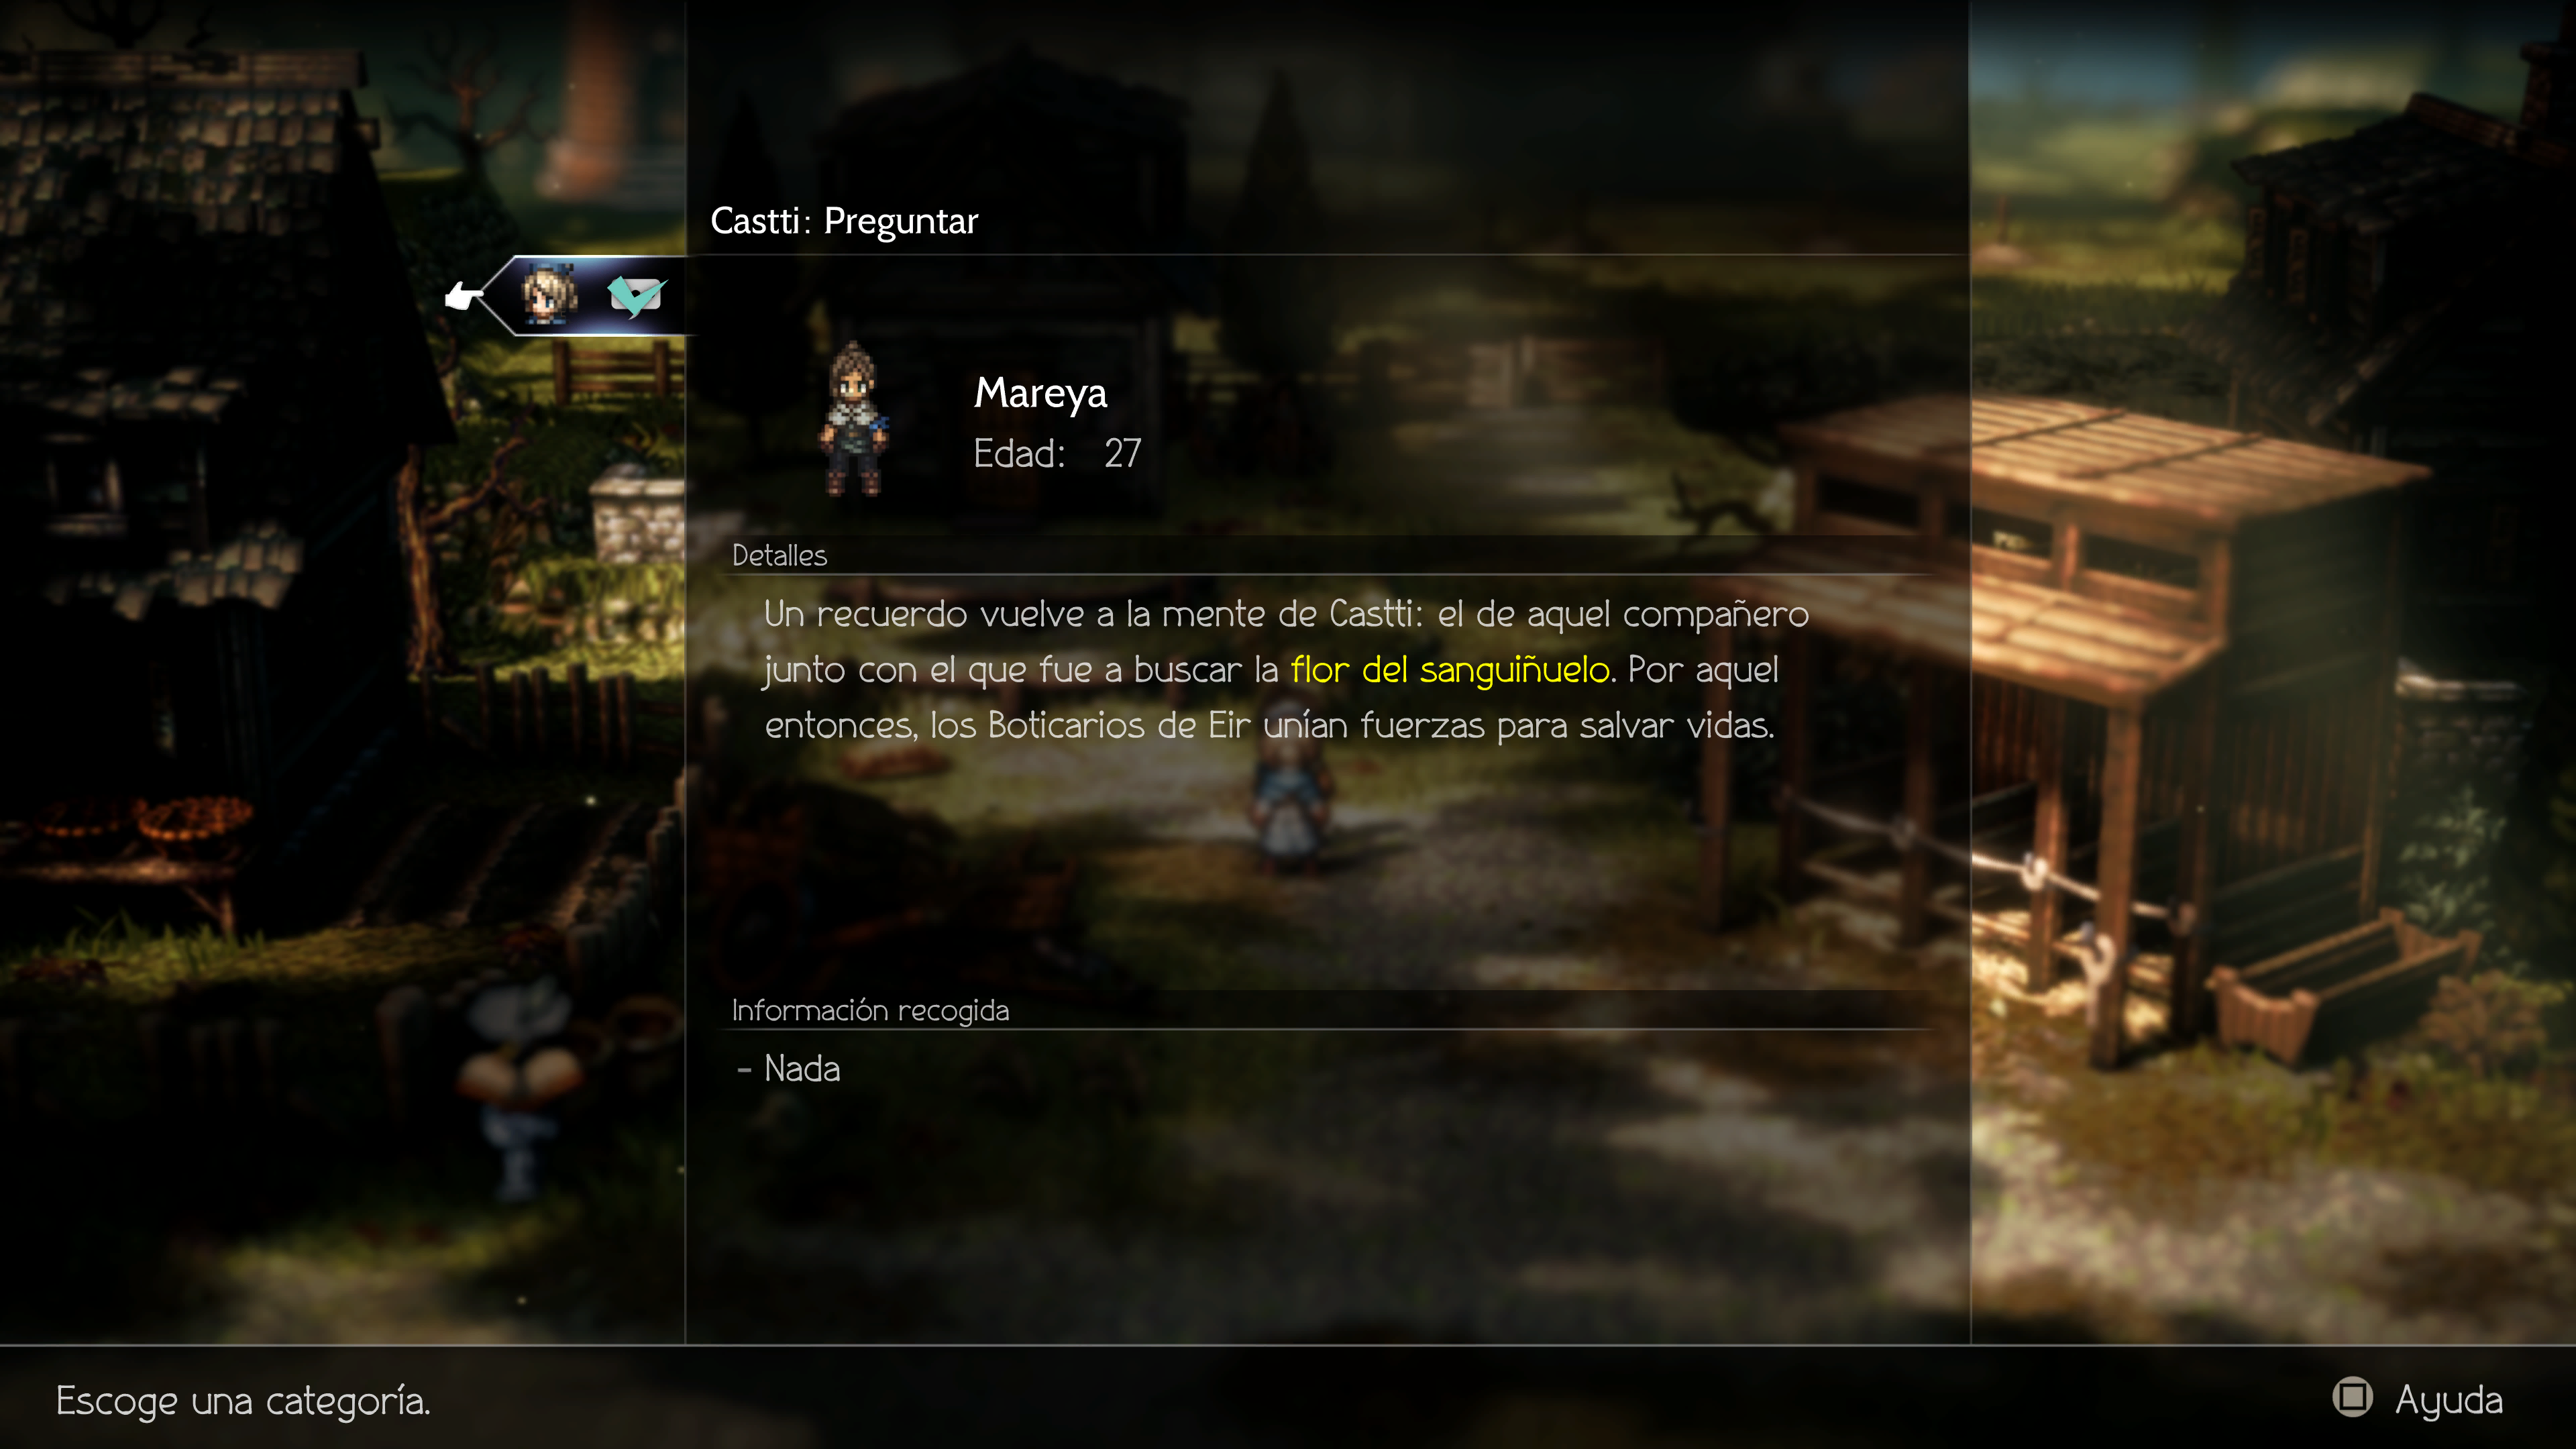 Castti: Preguntar
Mareya
Edad: 27
Detalles
Un recuerdo vuelve a la mente de Castti: el de aquel compañero
junto con el que fue a buscar la flor del sanguiñuelo. Por aquel
entonces, los Boticarios de Eir unían fuerzas para salvar vidas.
Información recogida
- Nada
Escoge una categoría.
Ayuda